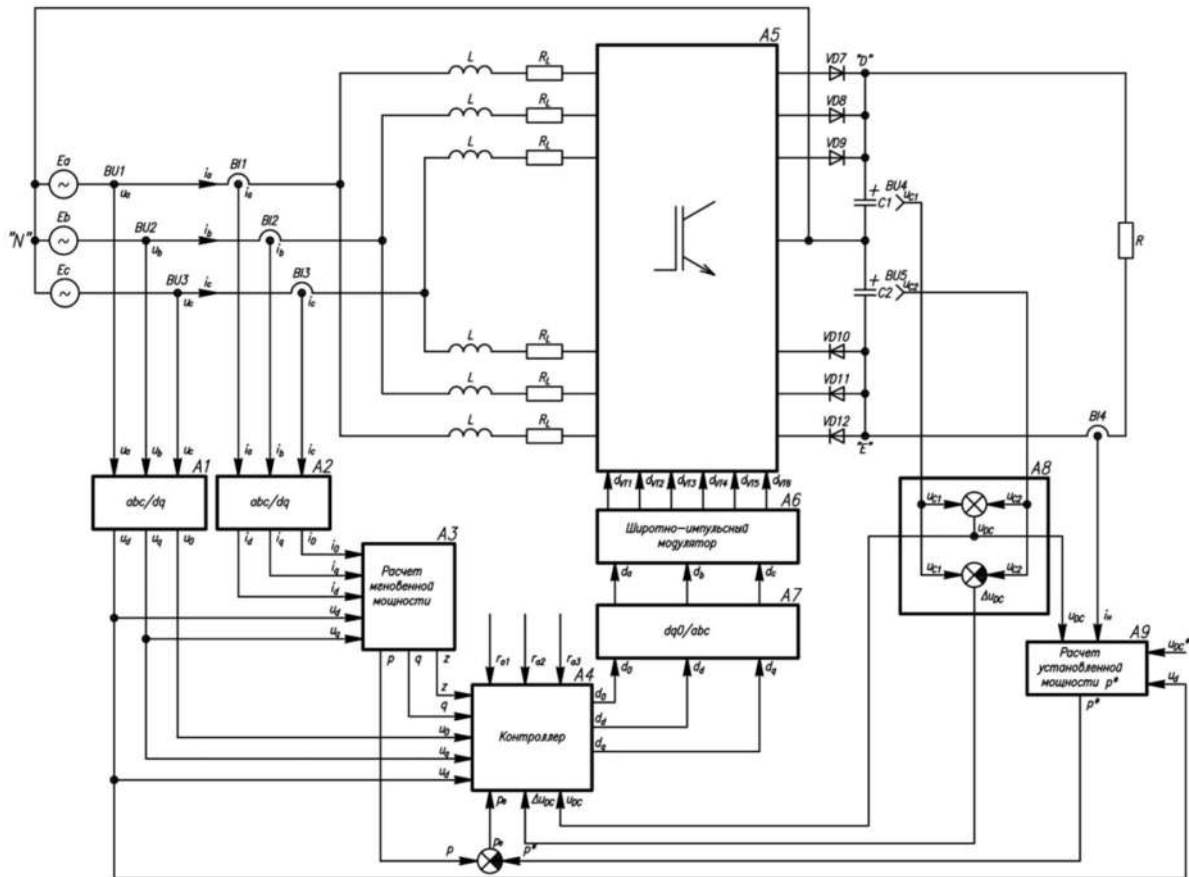 A5
L R_L VD7 "D"
L R_L VD8
L R_L VD9
Ea BU1 i_a BI1
u_a i_a
+ BU4
C1 u_C1
Eb BU2 i_b BI2
"N" u_b i_b
R
Ec BU3 i_c BI3
u_c i_c
+ BU5
C2 u_C2
L R_L VD10
L R_L VD11
L R_L VD12 "E" BI4
u_a u_b u_c A1 i_a i_b i_c A2
abc/dq abc/dq
u_d u_q u_0 i_d i_q i_0
d_VT1 d_VT2 d_VT3 d_VT4 d_VT5 d_VT6
A6
Широтно-импульсный
модулятор
d_a d_b d_c
A7
dq0/abc
d_0 d_d d_q
A8
u_C1 u_C2
u_DC
u_C1 u_C2
Δu_DC
i_0 A3
i_q
i_d
u_d
u_q
Расчет
мгновенной
мощности
p q z
u_DC i_н A9
Расчет
установленной
мощности p*
u_DC*
u_d
p*
r_a1 r_a2 r_a3
A4
z
q
u_0
u_q
u_d
Контроллер
d_0
d_d
d_q
p_e Δu_DC u_DC
p p_e p*